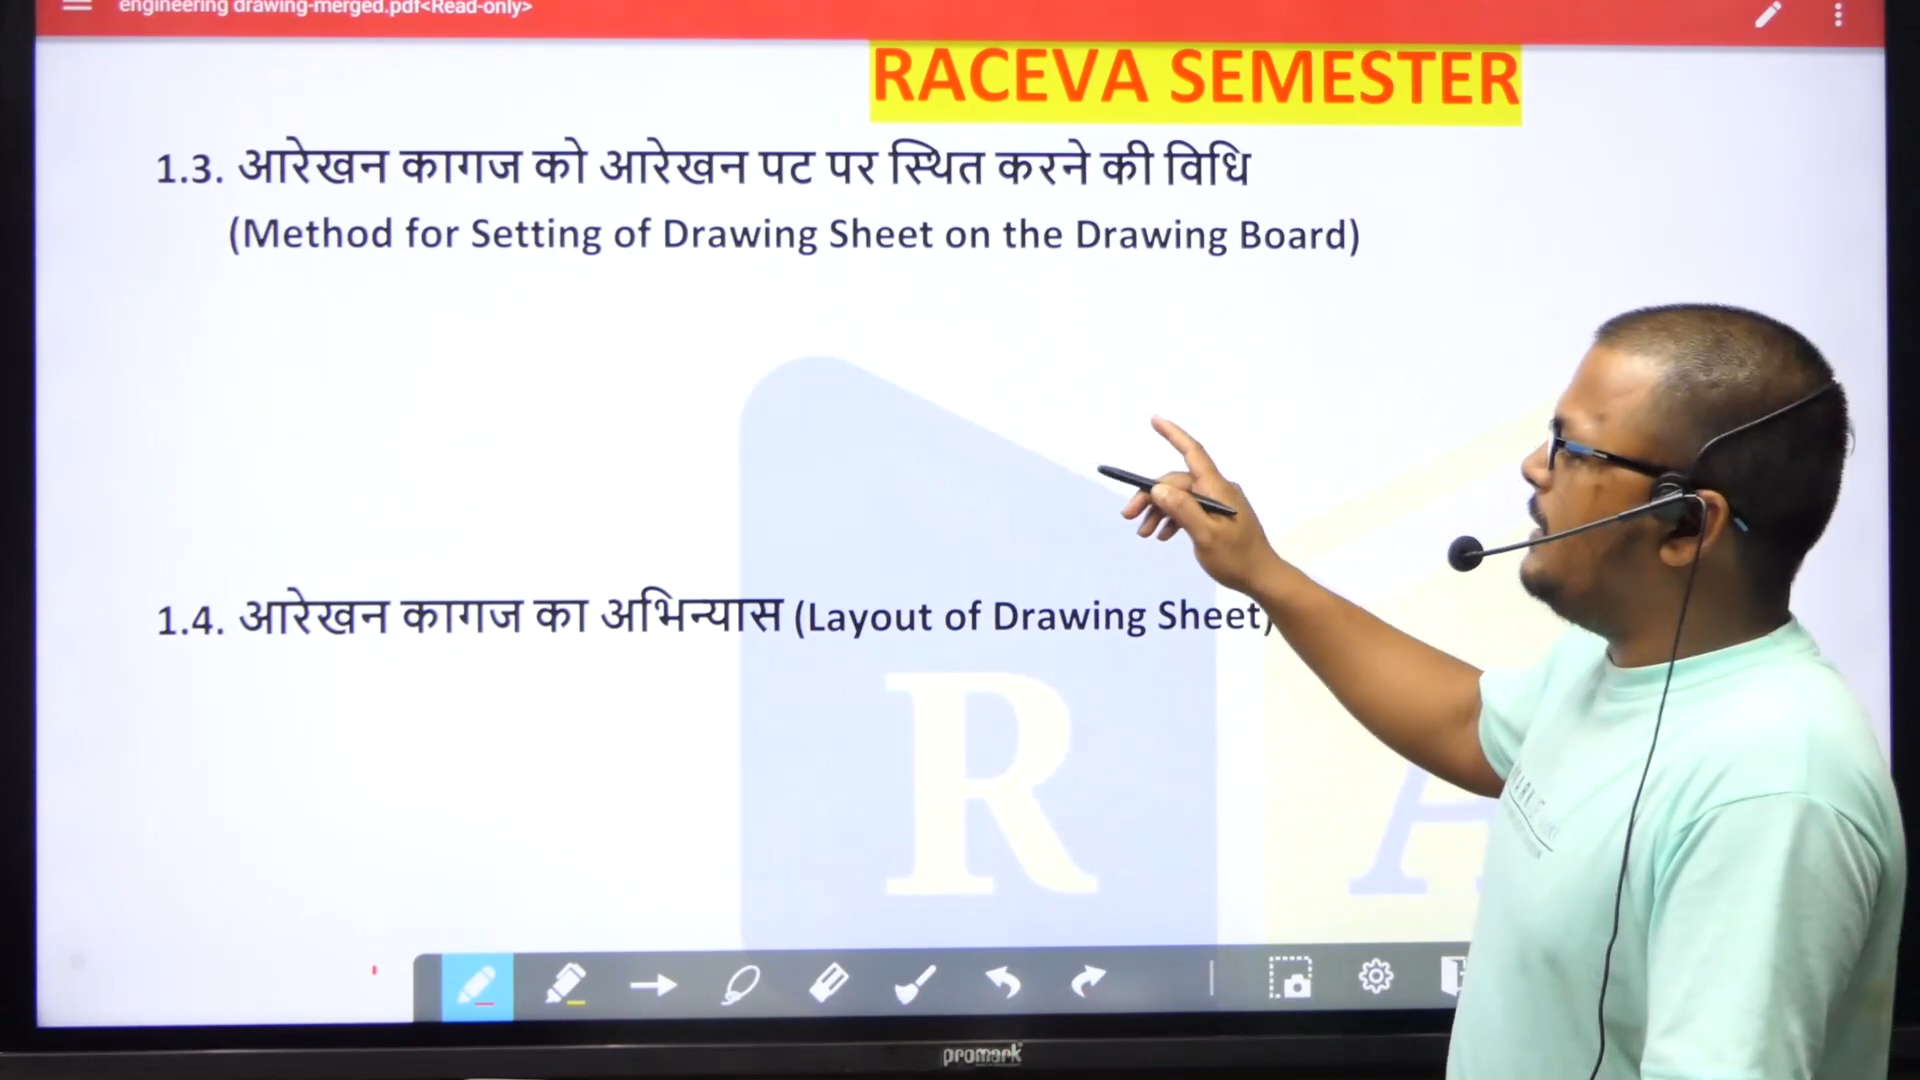 engineering drawing-merged.pdf<Read-only>
RACEVA SEMESTER
1.3. आरेखन कागज को आरेखन पट पर स्थित करने की विधि
(Method for Setting of Drawing Sheet on the Drawing Board)
1.4. आरेखन कागज का अभिन्यास (Layout of Drawing Sheet)
R
A
promark